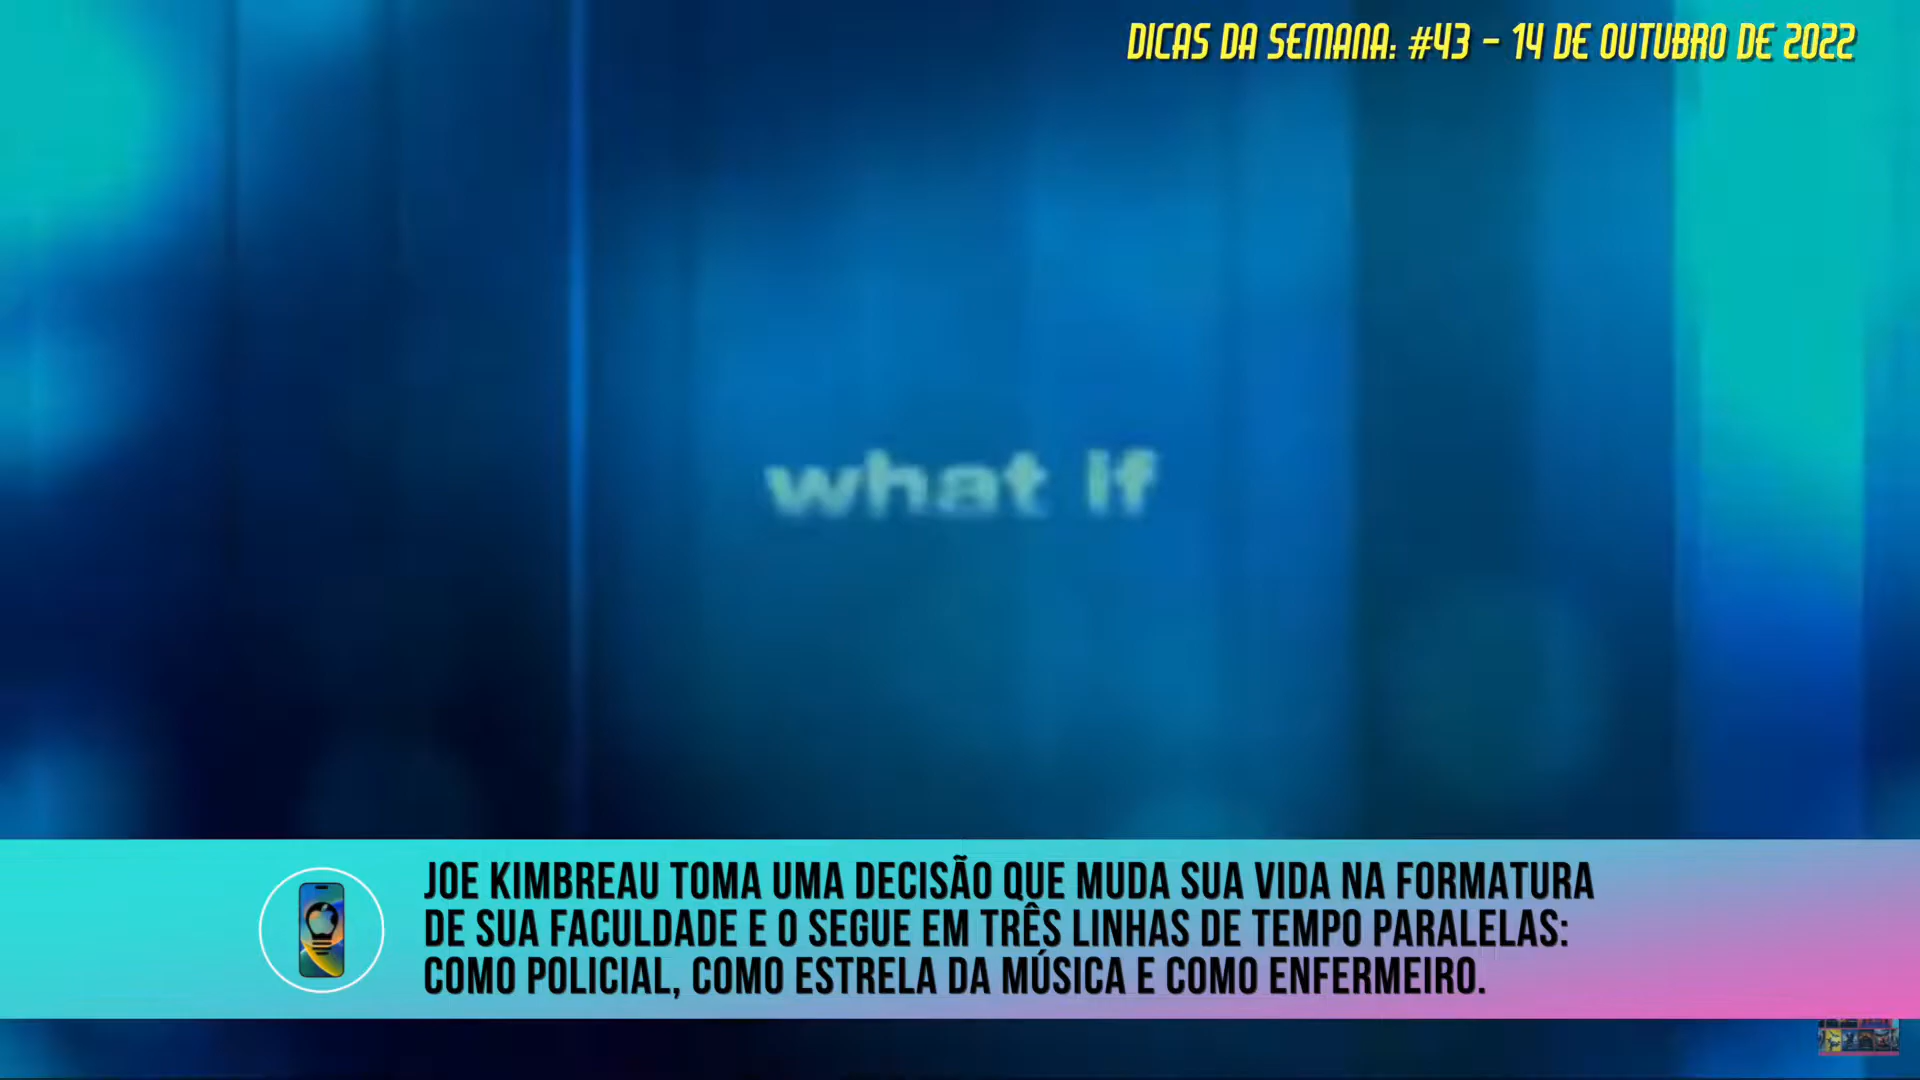 DICAS DA SEMANA: #43 - 14 DE OUTUBRO DE 2022
what if
JOE KIMBREAU TOMA UMA DECISÃO QUE MUDA SUA VIDA NA FORMATURA
DE SUA FACULDADE E O SEGUE EM TRÊS LINHAS DE TEMPO PARALELAS:
COMO POLICIAL, COMO ESTRELA DA MÚSICA E COMO ENFERMEIRO.